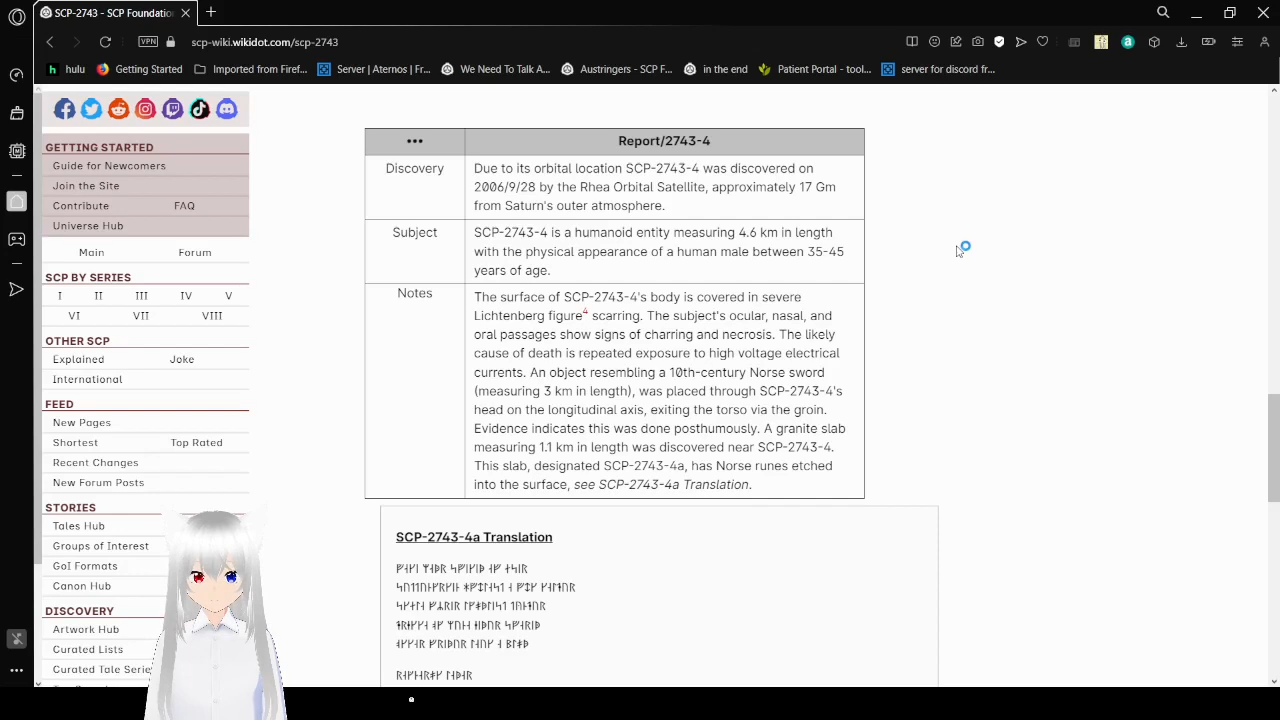 SCP-2743 - SCP Foundatio
scp-wiki.wikidot.com/scp-2743
VPN
hulu
Getting Started
Imported from Firef...
Server | Aternos | Fr...
We Need To Talk A...
Austringers - SCP F...
in the end
Patient Portal - tool...
server for discord fr...
GETTING STARTED
Guide for Newcomers
Join the Site
Contribute FAQ
Universe Hub
Main Forum
SCP BY SERIES
I II III IV V
VI VII VIII
OTHER SCP
Explained Joke
International
FEED
New Pages
Shortest Top Rated
Recent Changes
New Forum Posts
STORIES
Tales Hub
Groups of Interest
GoI Formats
Canon Hub
DISCOVERY
Artwork Hub
Curated Lists
Curated Tale Serie
••• Report/2743-4
Discovery
Due to its orbital location SCP-2743-4 was discovered on
2006/9/28 by the Rhea Orbital Satellite, approximately 17 Gm
from Saturn's outer atmosphere.
Subject
SCP-2743-4 is a humanoid entity measuring 4.6 km in length
with the physical appearance of a human male between 35-45
years of age.
Notes
The surface of SCP-2743-4's body is covered in severe
Lichtenberg figure4 scarring. The subject's ocular, nasal, and
oral passages show signs of charring and necrosis. The likely
cause of death is repeated exposure to high voltage electrical
currents. An object resembling a 10th-century Norse sword
(measuring 3 km in length), was placed through SCP-2743-4's
head on the longitudinal axis, exiting the torso via the groin.
Evidence indicates this was done posthumously. A granite slab
measuring 1.1 km in length was discovered near SCP-2743-4.
This slab, designated SCP-2743-4a, has Norse runes etched
into the surface, see SCP-2743-4a Translation.
SCP-2743-4a Translation